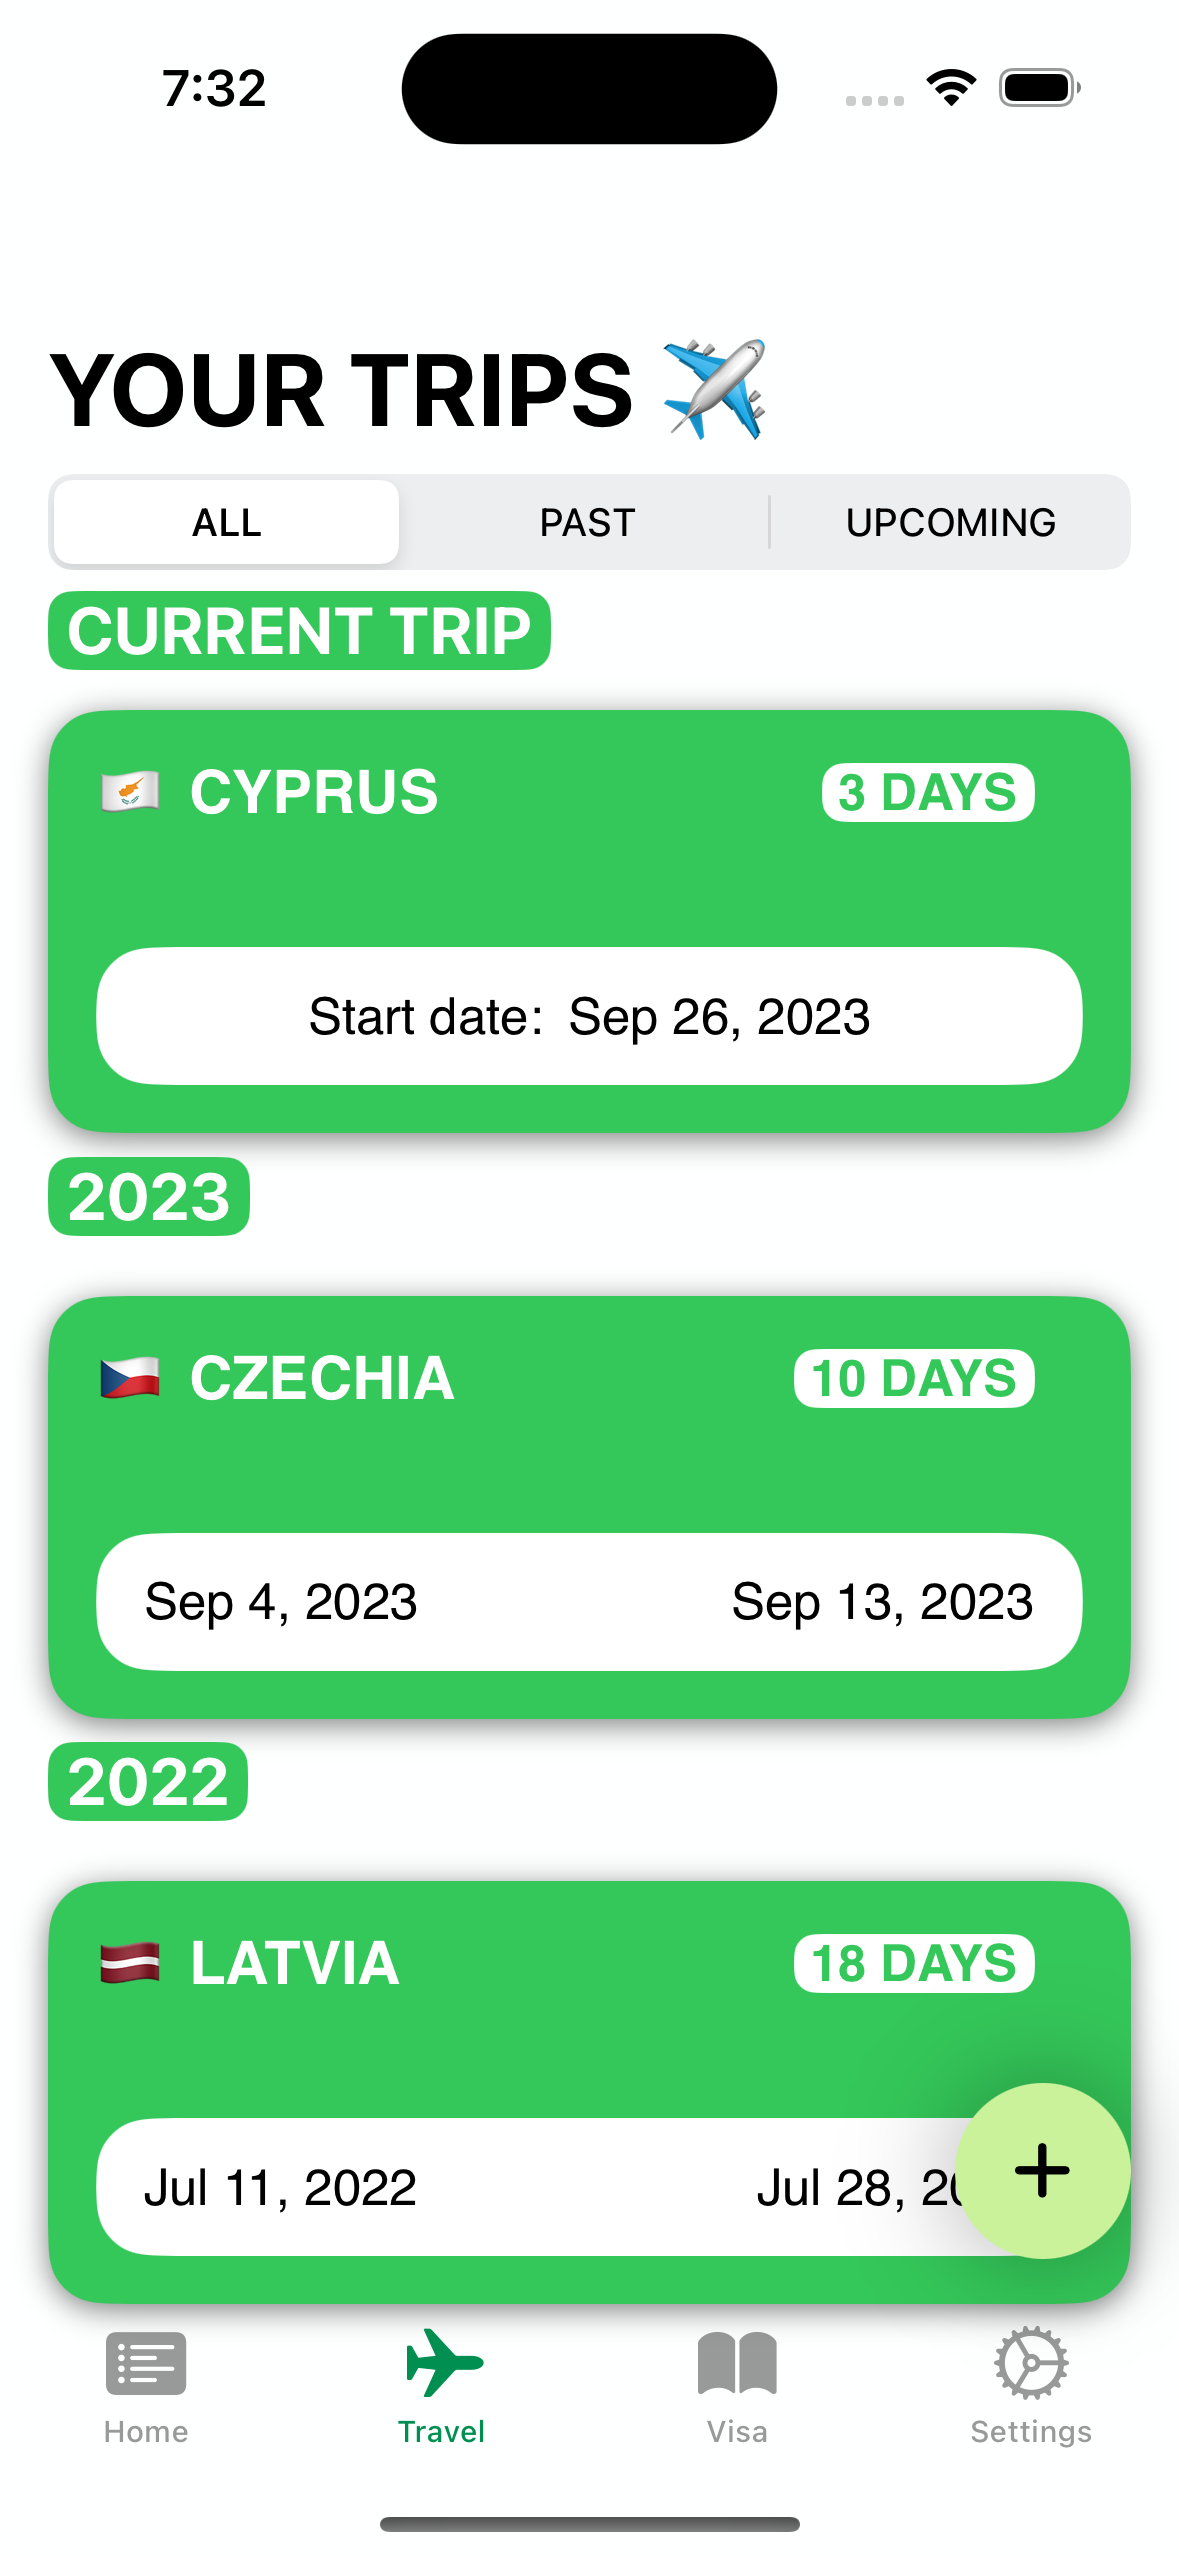 7:32
YOUR TRIPS
ALL PAST UPCOMING
CURRENT TRIP
CYPRUS 3 DAYS
Start date: Sep 26, 2023
2023
CZECHIA 10 DAYS
Sep 4, 2023 Sep 13, 2023
2022
LATVIA 18 DAYS
Jul 11, 2022 Jul 28,
Home Travel Visa Settings